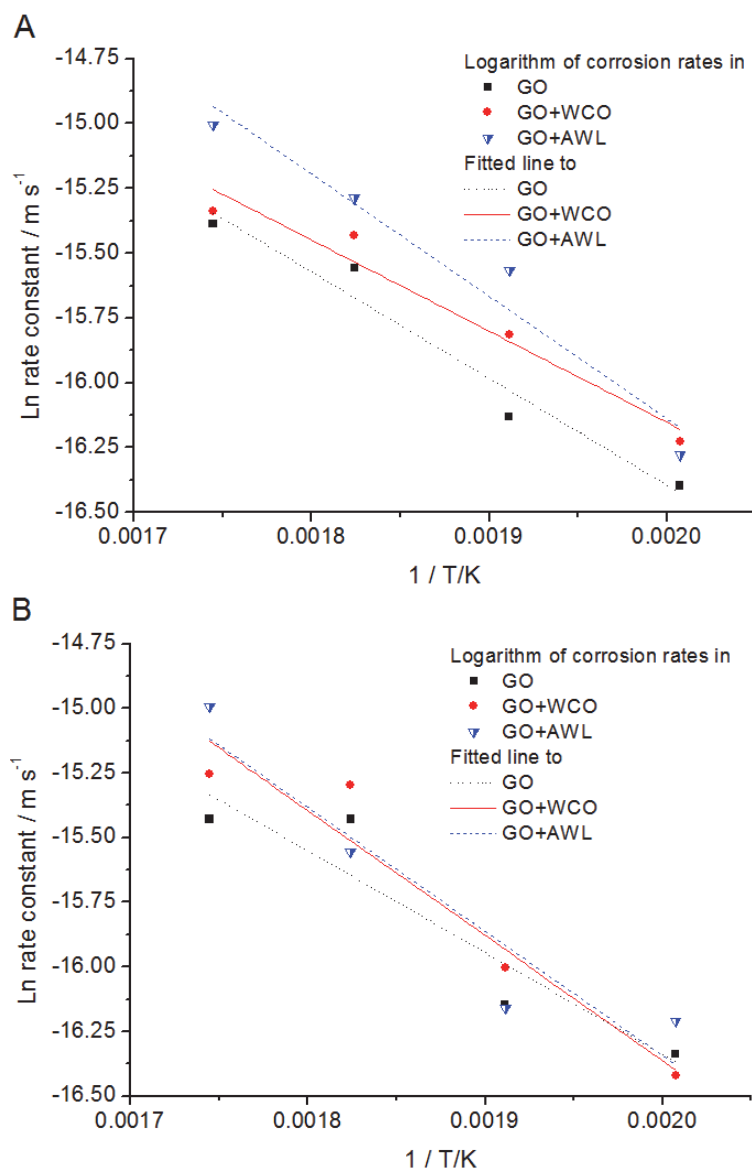 A
Ln rate constant / m s⁻¹
-14.75
-15.00
-15.25
-15.50
-15.75
-16.00
-16.25
-16.50
Logarithm of corrosion rates in
GO
GO+WCO
GO+AWL
Fitted line to
GO
GO+WCO
GO+AWL
0.0017 0.0018 0.0019 0.0020
1 / T/K
B
Ln rate constant / m s⁻¹
-14.75
-15.00
-15.25
-15.50
-15.75
-16.00
-16.25
-16.50
Logarithm of corrosion rates in
GO
GO+WCO
GO+AWL
Fitted line to
GO
GO+WCO
GO+AWL
0.0017 0.0018 0.0019 0.0020
1 / T/K